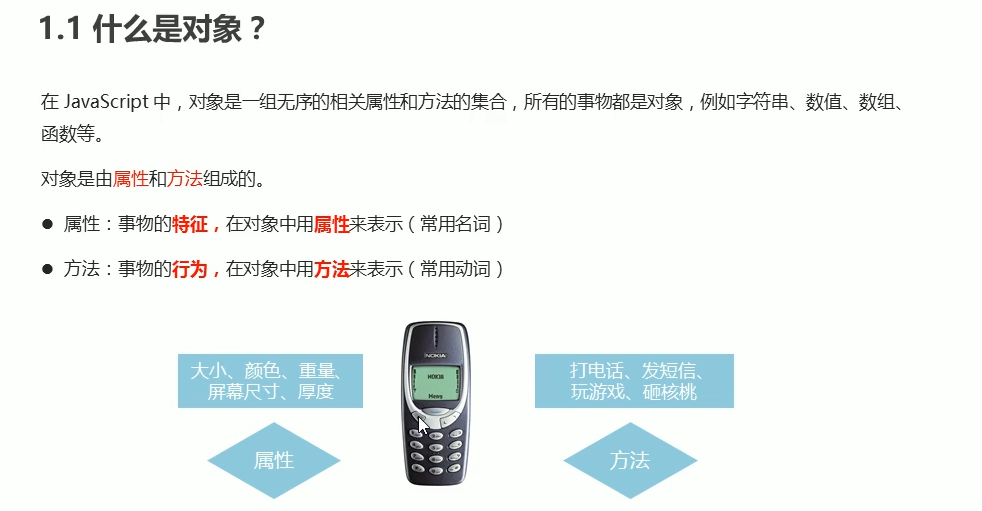 1.1 什么是对象？
在 JavaScript 中，对象是一组无序的相关属性和方法的集合，所有的事物都是对象，例如字符串、数值、数组、
函数等。
对象是由属性和方法组成的。
● 属性：事物的特征，在对象中用属性来表示（常用名词）
● 方法：事物的行为，在对象中用方法来表示（常用动词）
大小、颜色、重量、
屏幕尺寸、厚度
属性
NOKIA
NOKIA
Menu
打电话、发短信、
玩游戏、砸核桃
方法